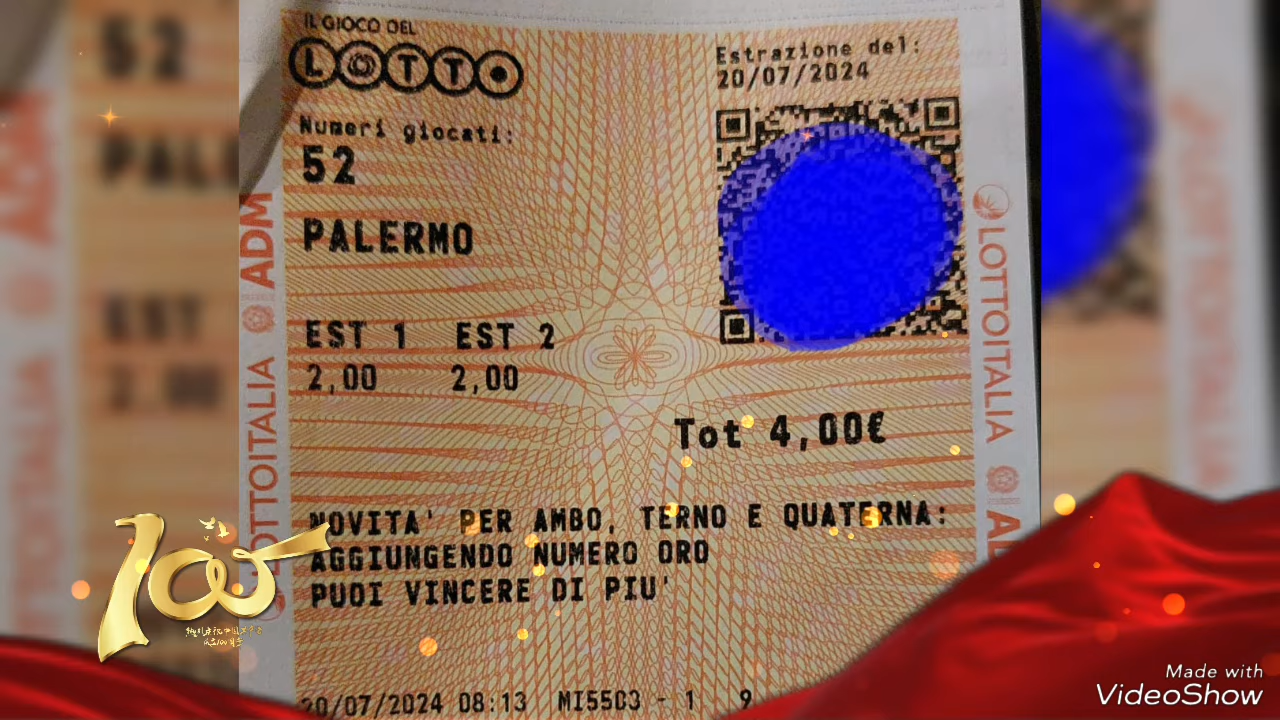 IL GIOCO DEL
LOTTO
Estrazione del:
20/07/2024
Numeri giocati:
52
PALERMO
EST 1 EST 2
2,00 2,00
Tot 4,00€
NOVITA' PER AMBO, TERNO E QUATERNA:
AGGIUNGENDO NUMERO ORO
PUOI VINCERE DI PIU'
20/07/2024 08:13 MI5503 - 1 9
ADM
LOTTOITALIA
LOTTOITALIA
52
100
Made with
VideoShow